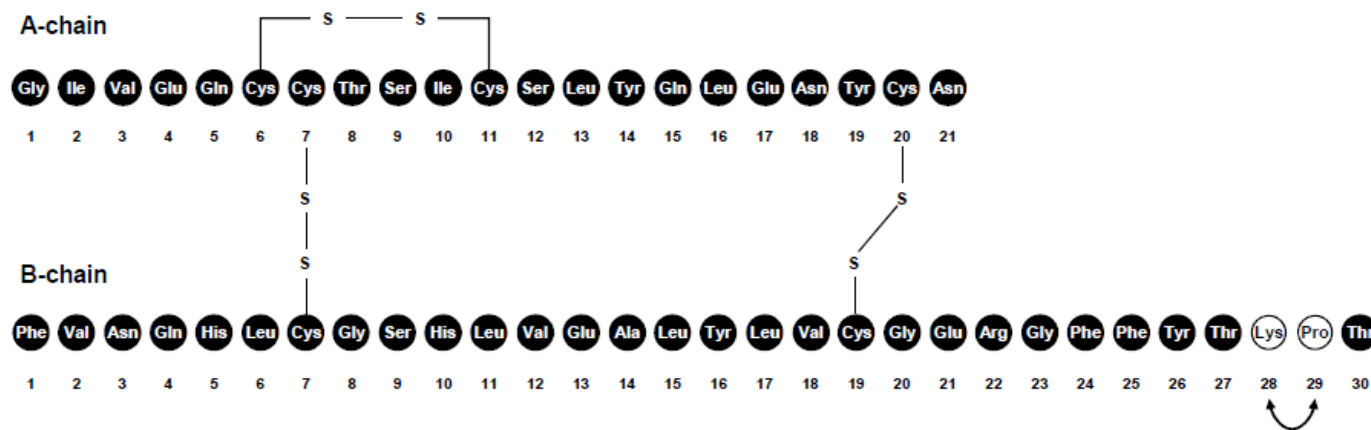 S S
A-chain
Gly Ile Val Glu Gln Cys Cys Thr Ser Ile Cys Ser Leu Tyr Gln Leu Glu Asn Tyr Cys Asn
1 2 3 4 5 6 7 8 9 10 11 12 13 14 15 16 17 18 19 20 21
S S
S S
B-chain
Phe Val Asn Gln His Leu Cys Gly Ser His Leu Val Glu Ala Leu Tyr Leu Val Cys Gly Glu Arg Gly Phe Phe Tyr Thr Lys Pro Thr
1 2 3 4 5 6 7 8 9 10 11 12 13 14 15 16 17 18 19 20 21 22 23 24 25 26 27 28 29 30